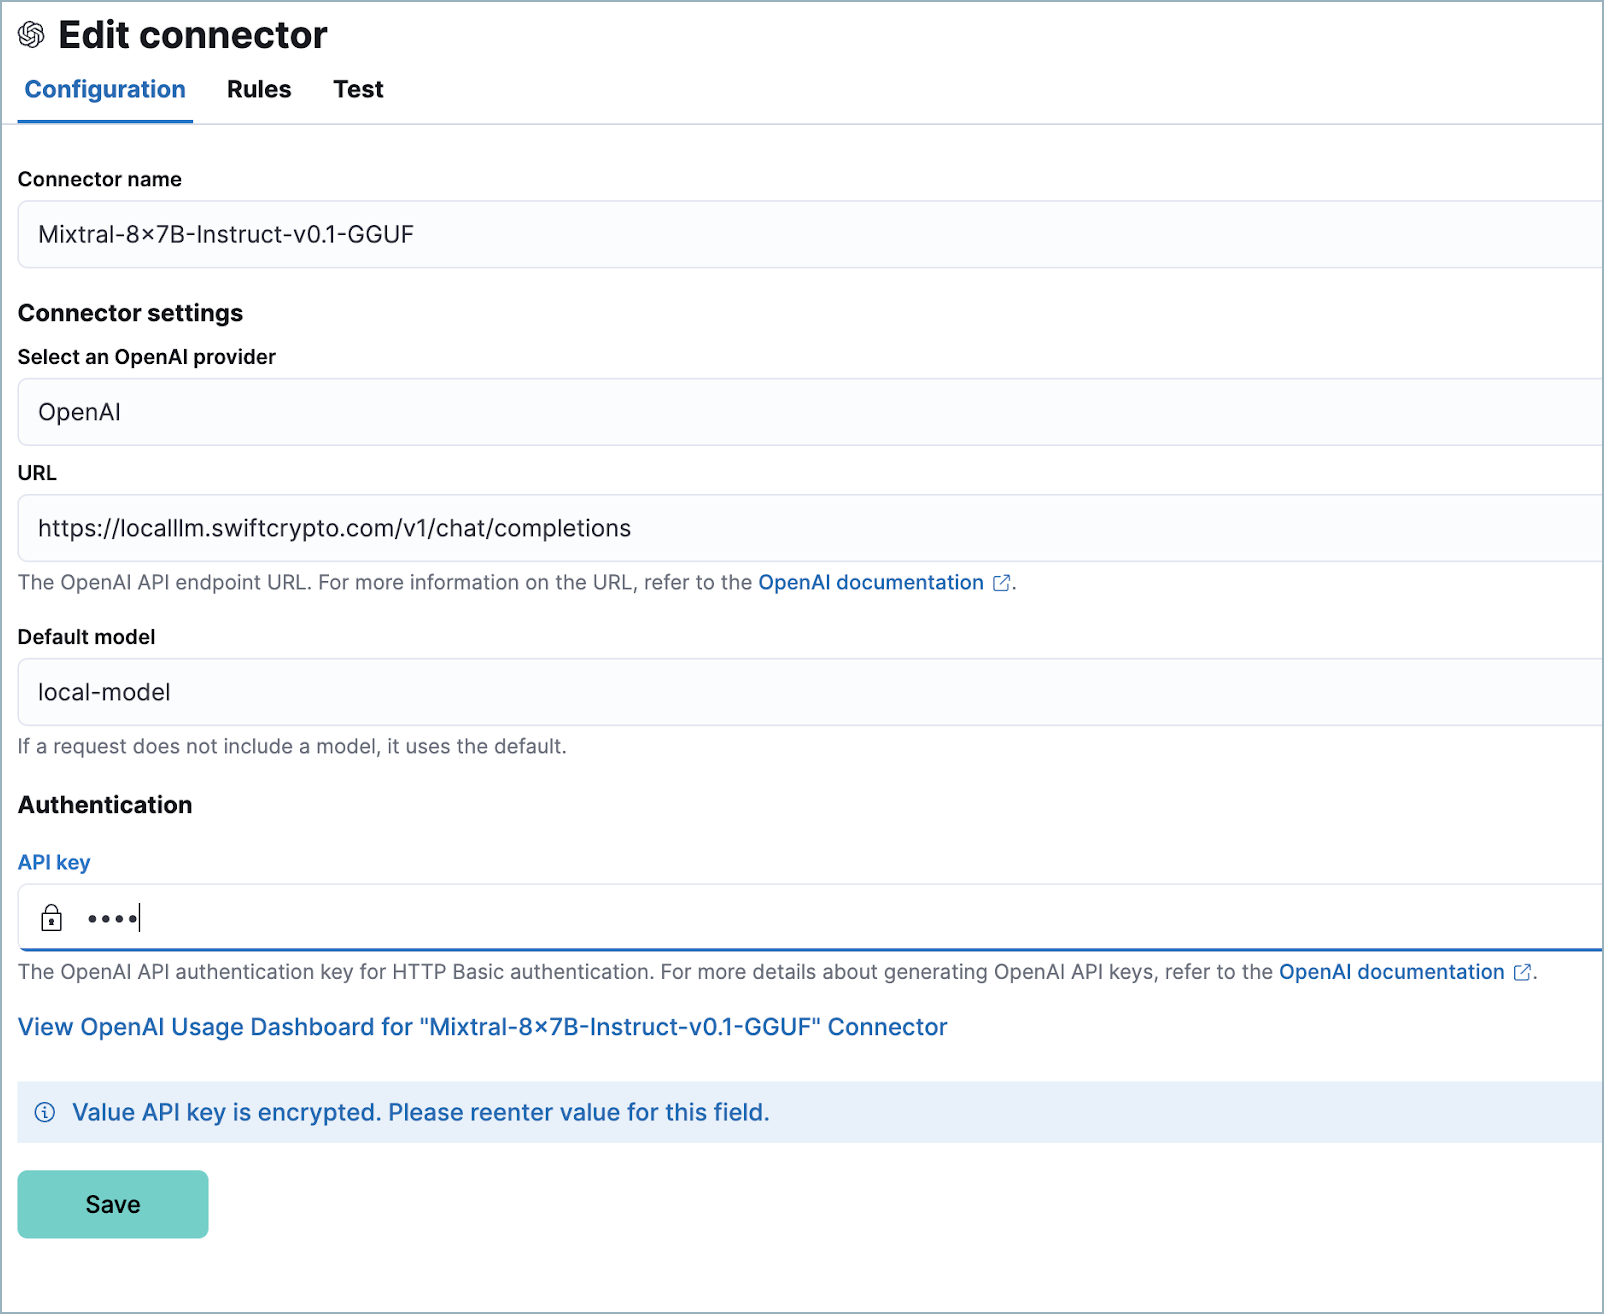 Edit connector
Configuration Rules Test
Connector name
Mixtral-8×7B-Instruct-v0.1-GGUF
Connector settings
Select an OpenAI provider
OpenAI
URL
https://localllm.swiftcrypto.com/v1/chat/completions
The OpenAI API endpoint URL. For more information on the URL, refer to the OpenAI documentation.
Default model
local-model
If a request does not include a model, it uses the default.
Authentication
API key
••••
The OpenAI API authentication key for HTTP Basic authentication. For more details about generating OpenAI API keys, refer to the OpenAI documentation.
View OpenAI Usage Dashboard for "Mixtral-8×7B-Instruct-v0.1-GGUF" Connector
Value API key is encrypted. Please reenter value for this field.
Save